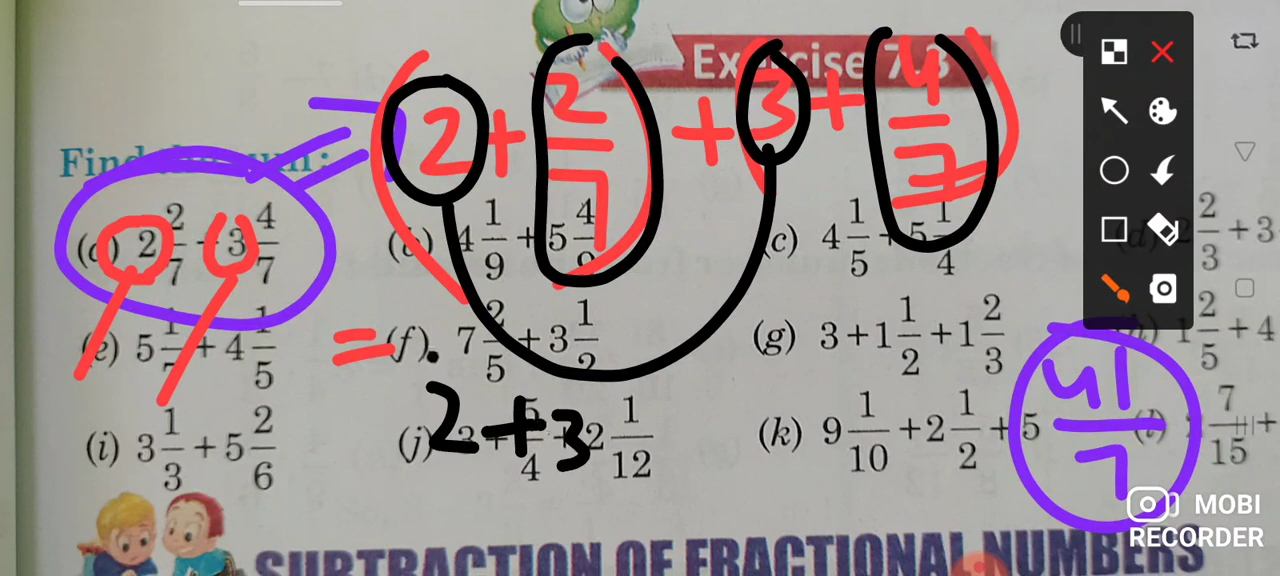 Exercise 7.3
(2 + 2/7) + (3 + 4/7)
Find the sum:
(a) 2 2/7 + 3 4/7 (b) 4 1/9 + 5 4/9 (c) 4 1/5 + 5 1/4 (d) 2 2/3 + 3
= (f) 7 2/5 + 3 1/2 (g) 3 + 1 1/2 + 1 2/3 1 2/5 + 4
(e) 5 + 4 1/5
2 + 3
41/7
(i) 3 1/3 + 5 2/6 (j) 2 1/12 (k) 9 1/10 + 2 1/2 + 5 (l) 7/15 +
MOBI
RECORDER
SUBTRACTION OF FRACTIONAL NUMBERS